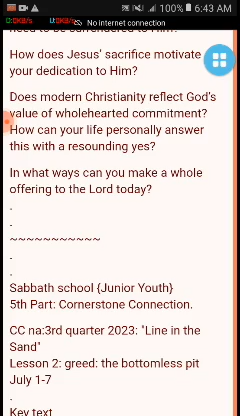 0.0KB/s U:0KB/s 100% 6:43 AM
No internet connection
need to be surrendered to Him?
How does Jesus' sacrifice motivate
your dedication to Him?
Does modern Christianity reflect God's
value of wholehearted commitment?
How can your life personally answer
this with a resounding yes?
In what ways can you make a whole
offering to the Lord today?
.
.
~~~~~~~~~~~
.
.
Sabbath school {Junior Youth}
5th Part: Cornerstone Connection.
CC na:3rd quarter 2023: "Line in the
Sand"
Lesson 2: greed: the bottomless pit
July 1-7
.
Key text